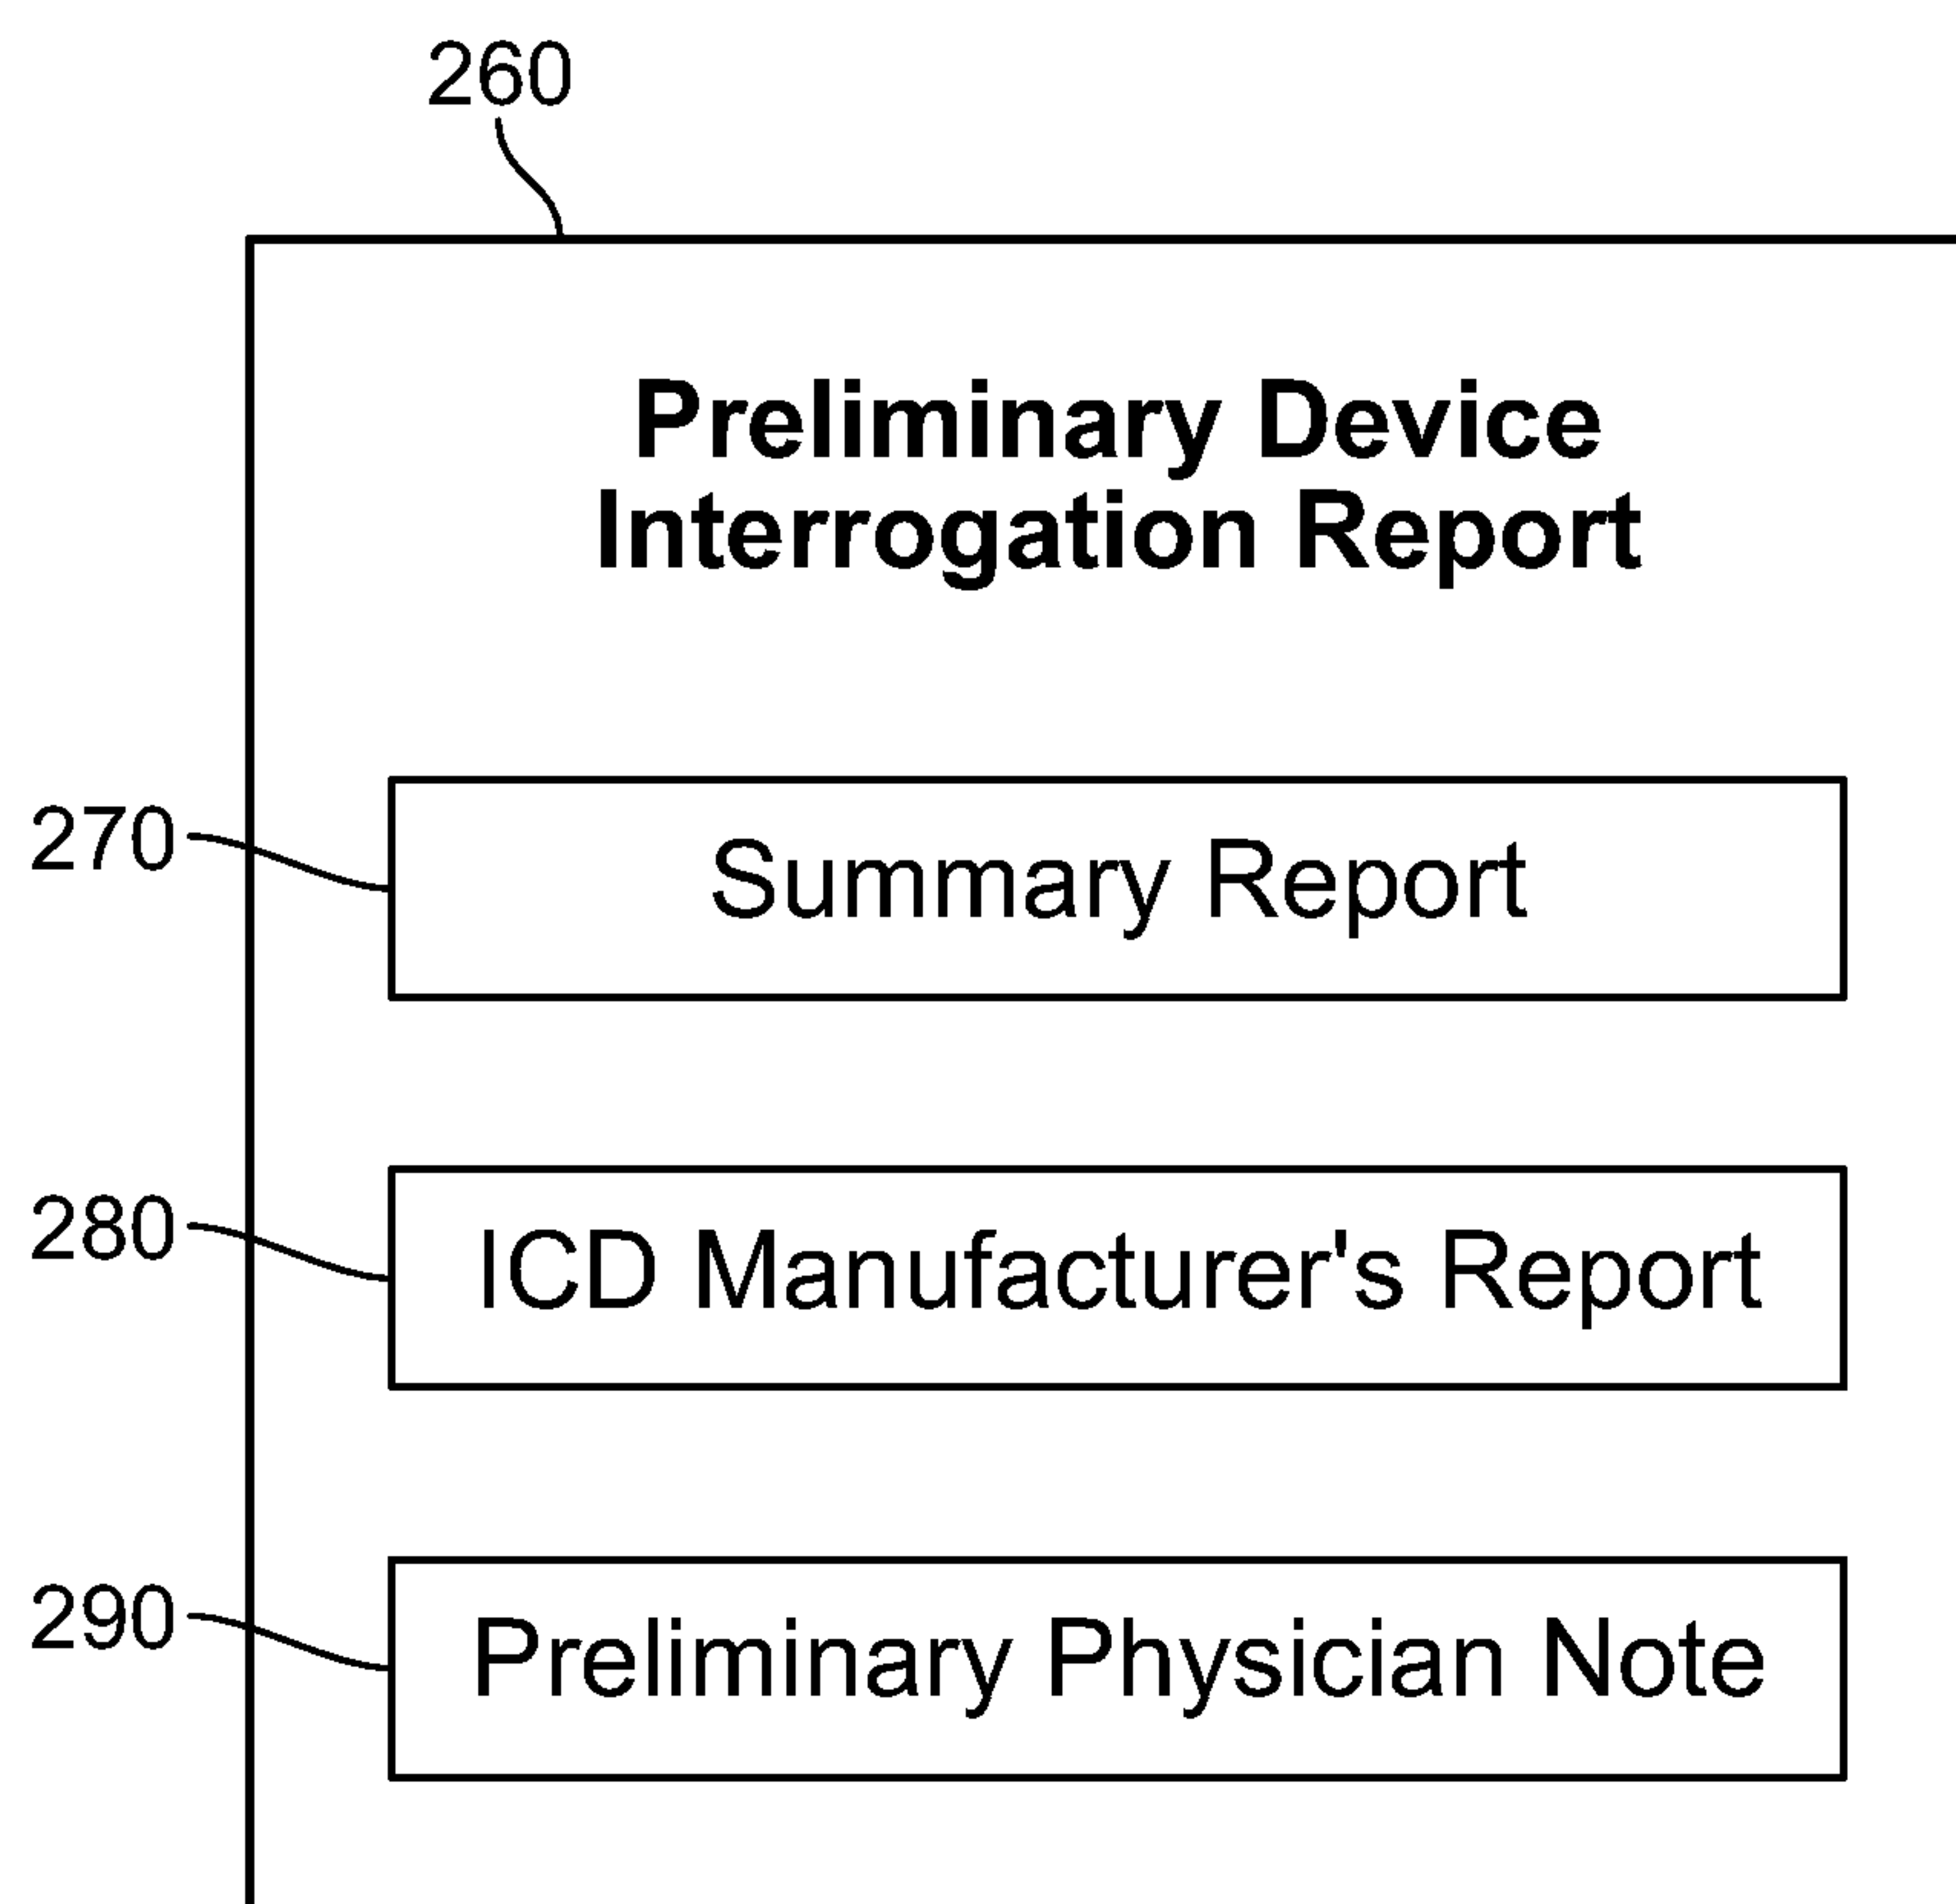 260
Preliminary Device
Interrogation Report
270
Summary Report
280
ICD Manufacturer's Report
290
Preliminary Physician Note